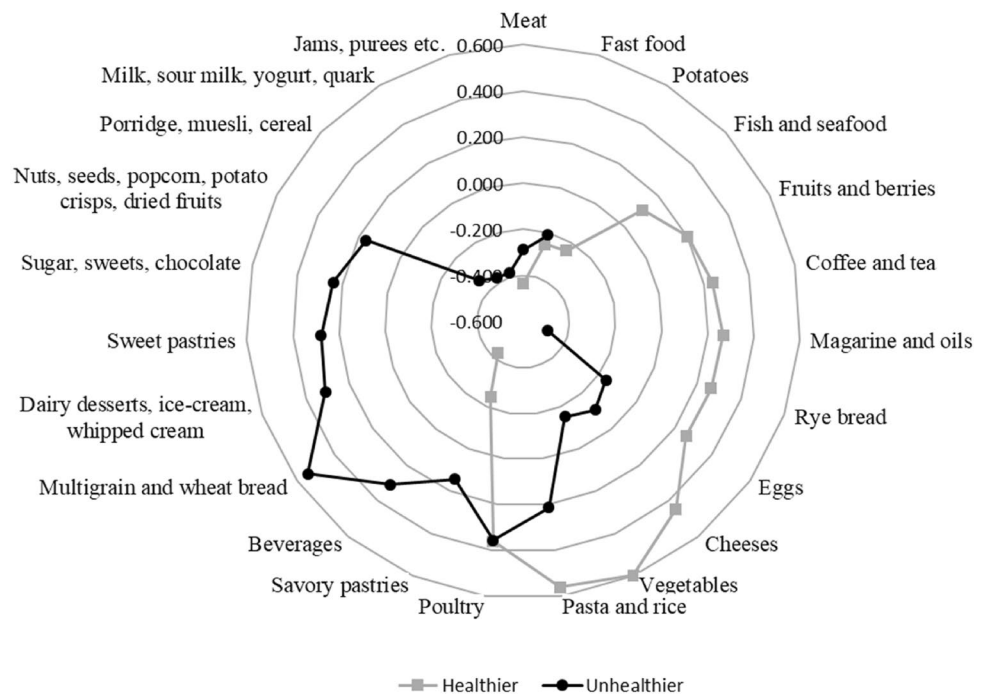 Meat
Jams, purees etc.
0.600
Fast food
Milk, sour milk, yogurt, quark
Potatoes
0.400
Porridge, muesli, cereal
Fish and seafood
0.200
Nuts, seeds, popcorn, potato
crisps, dried fruits
0.000
Fruits and berries
-0.200
Sugar, sweets, chocolate
-0.400
Coffee and tea
-0.600
Sweet pastries
Magarine and oils
Dairy desserts, ice-cream,
whipped cream
Rye bread
Multigrain and wheat bread
Eggs
Beverages
Cheeses
Savory pastries
Vegetables
Poultry
Pasta and rice
Healthier
Unhealthier